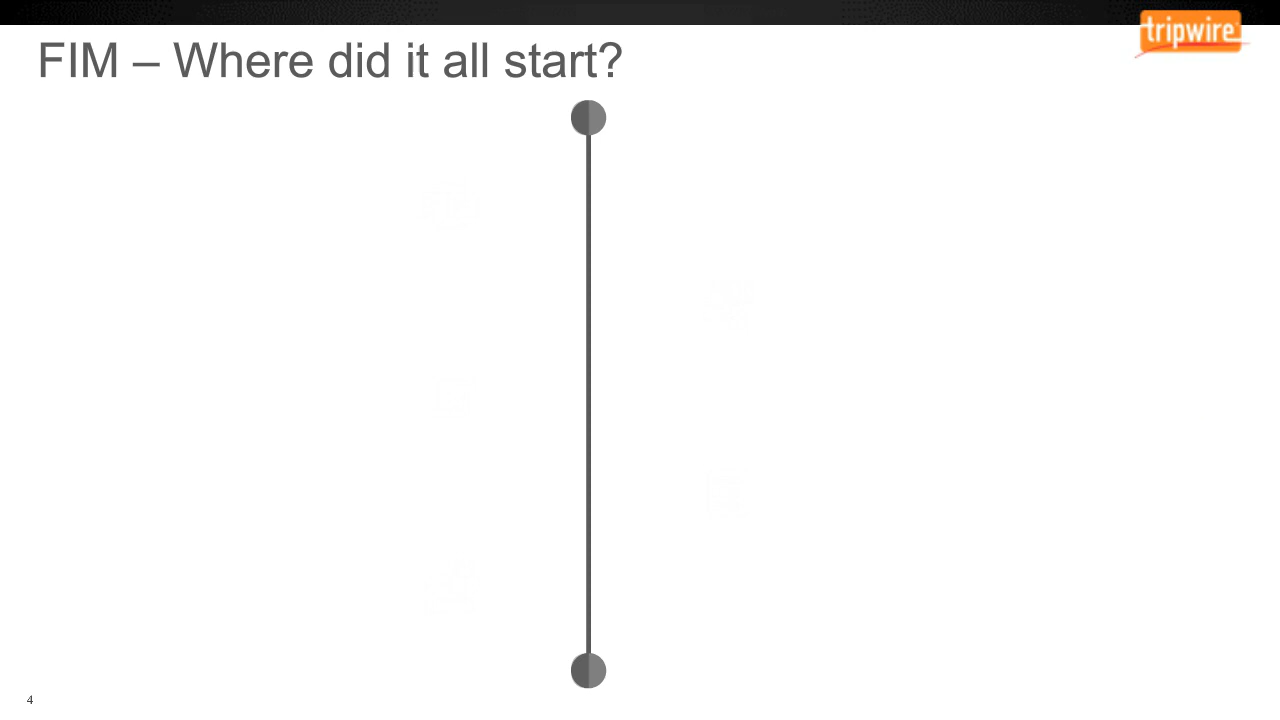 tripwire
FIM – Where did it all start?
4